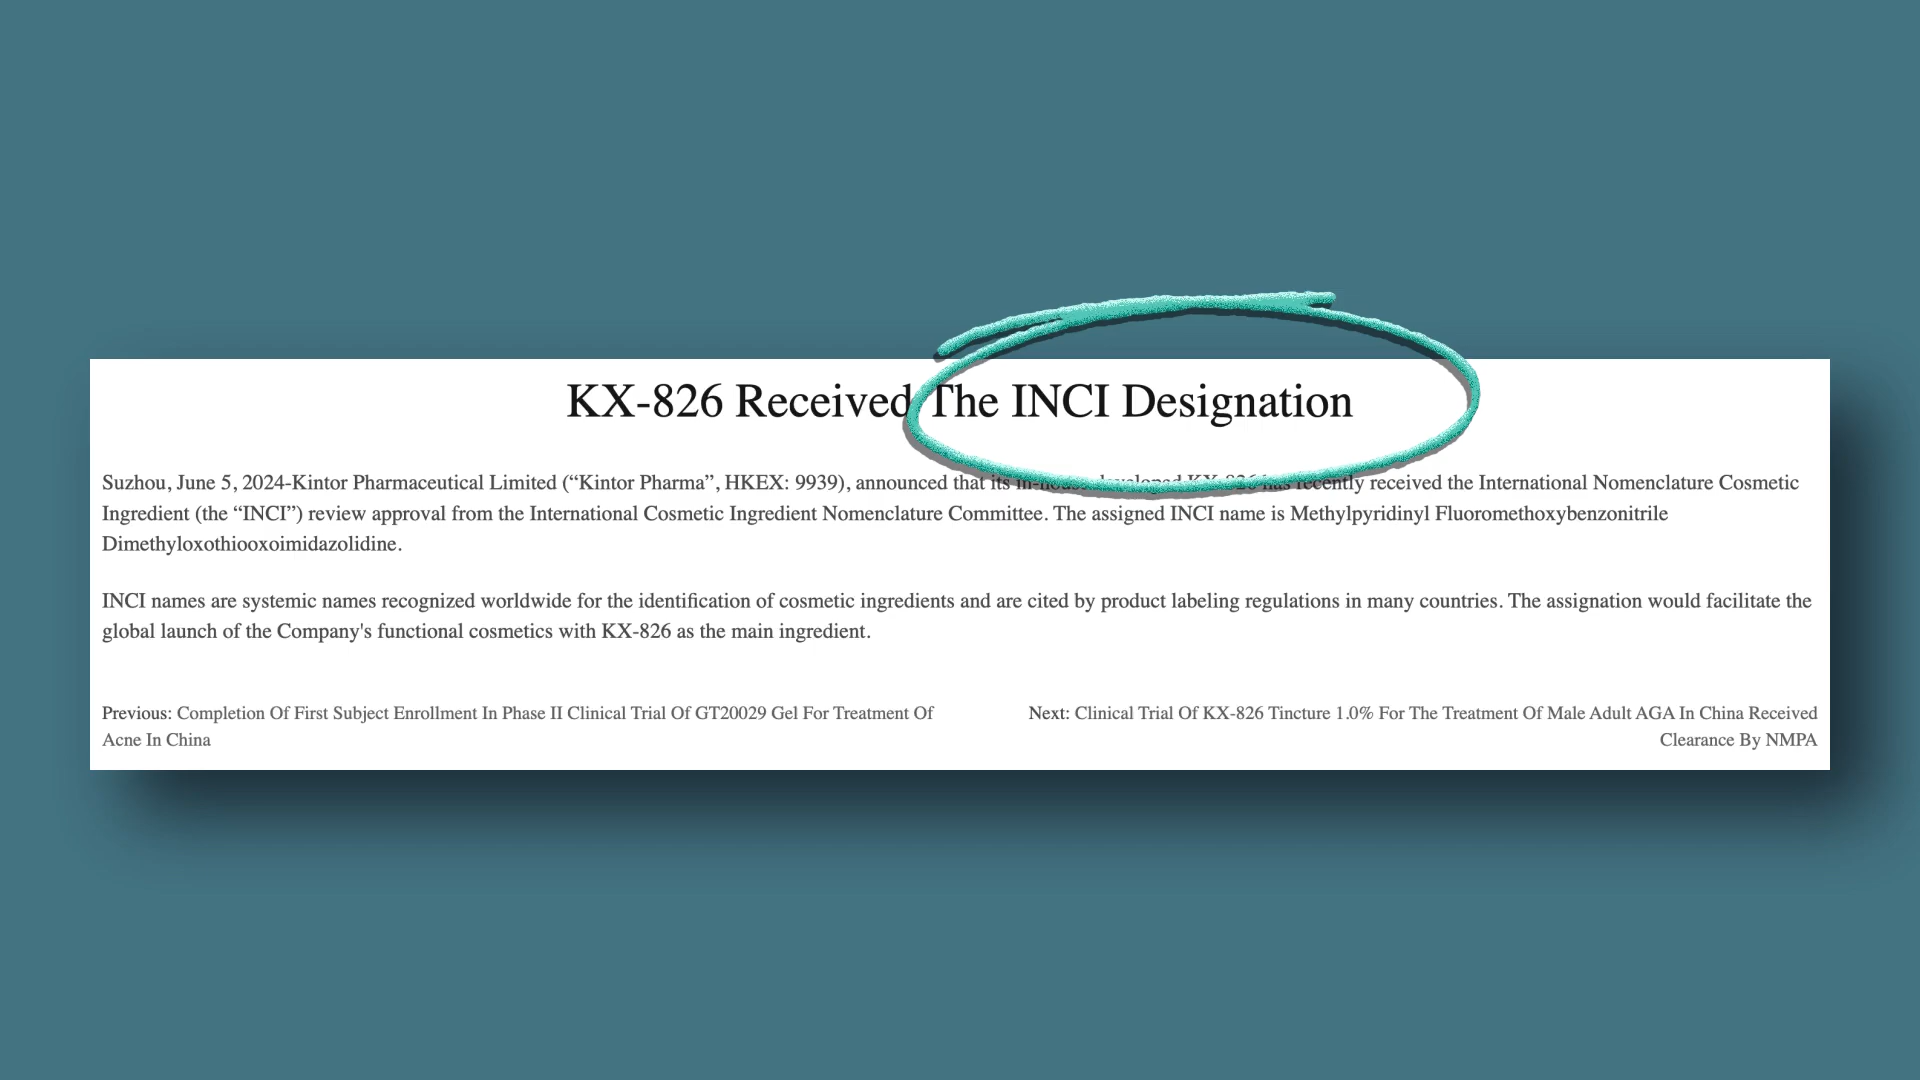 KX-826 Received The INCI Designation
Suzhou, June 5, 2024-Kintor Pharmaceutical Limited (“Kintor Pharma”, HKEX: 9939), announced that its in-house developed KX-826 has recently received the International Nomenclature Cosmetic
Ingredient (the “INCI”) review approval from the International Cosmetic Ingredient Nomenclature Committee. The assigned INCI name is Methylpyridinyl Fluoromethoxybenzonitrile
Dimethyloxothiooxoimidazolidine.
INCI names are systemic names recognized worldwide for the identification of cosmetic ingredients and are cited by product labeling regulations in many countries. The assignation would facilitate the
global launch of the Company's functional cosmetics with KX-826 as the main ingredient.
Previous: Completion Of First Subject Enrollment In Phase II Clinical Trial Of GT20029 Gel For Treatment Of
Acne In China
Next: Clinical Trial Of KX-826 Tincture 1.0% For The Treatment Of Male Adult AGA In China Received
Clearance By NMPA